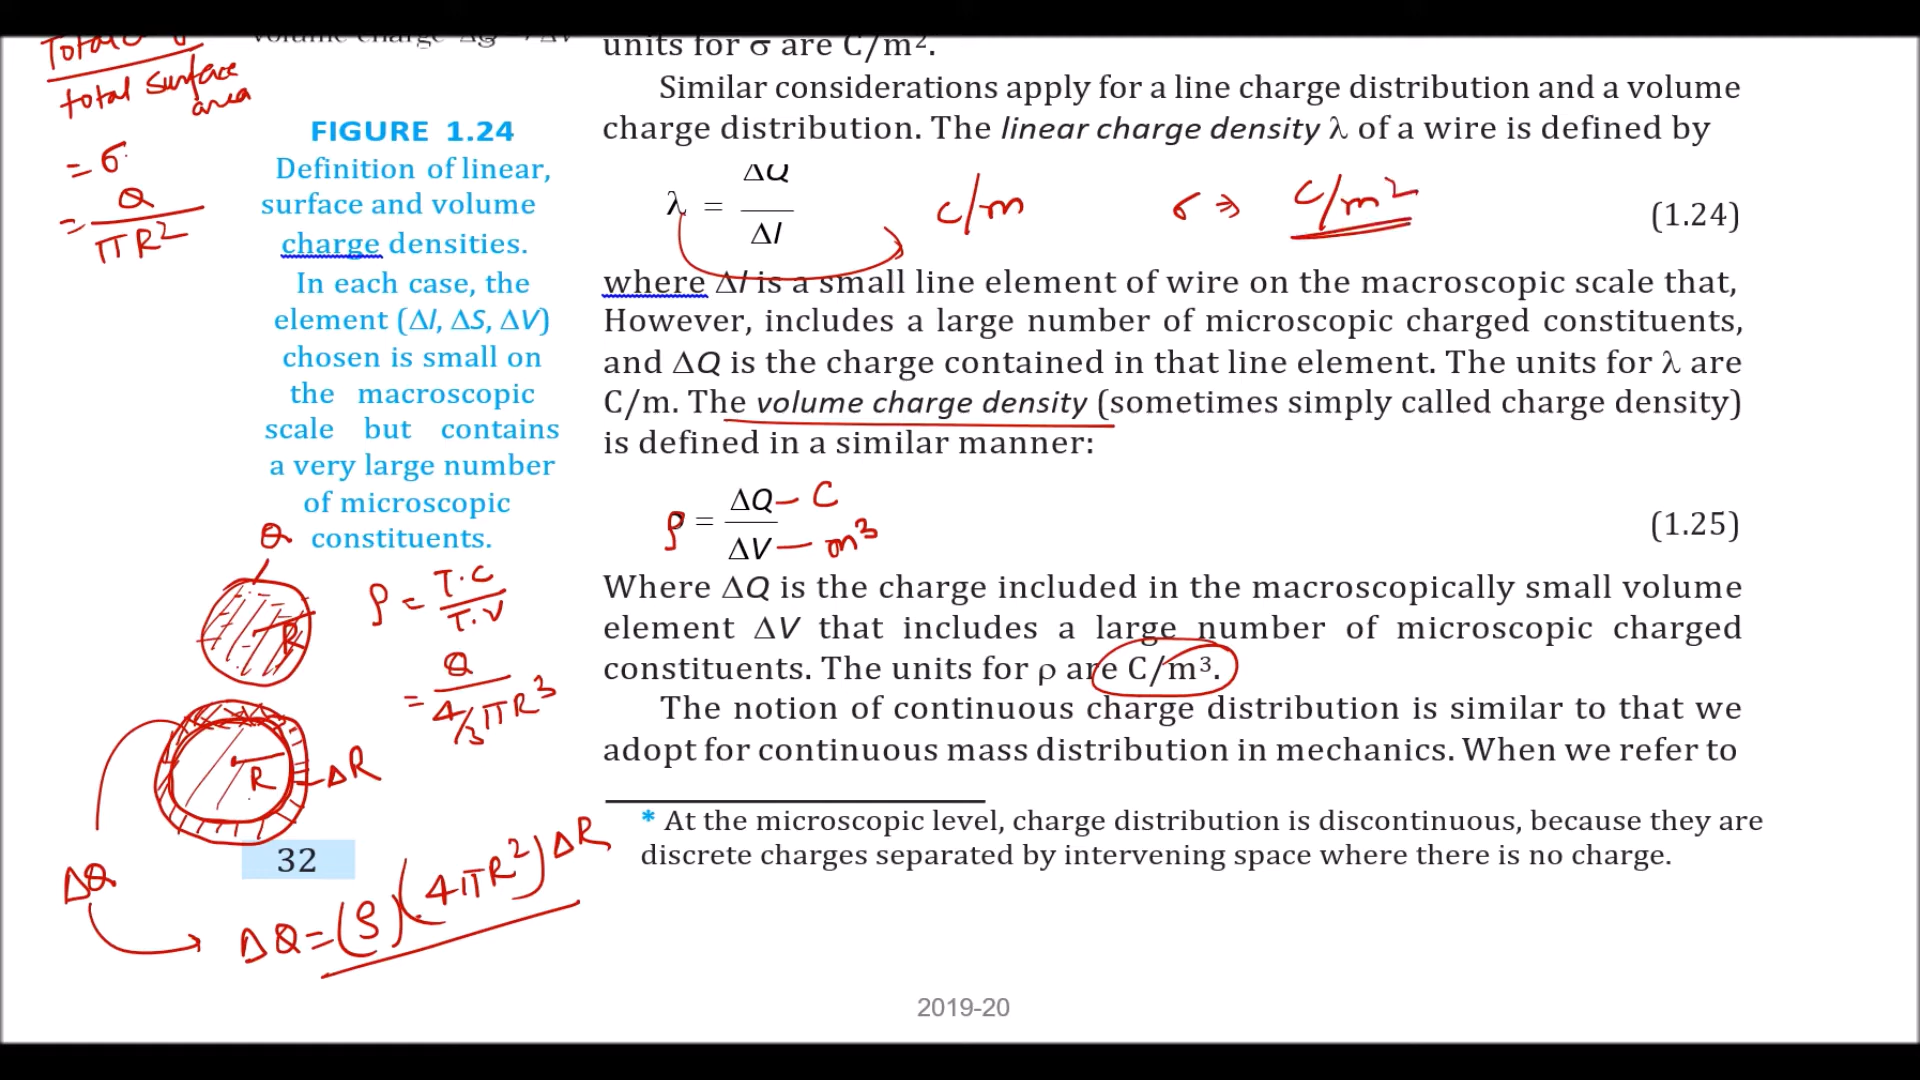 total surface
area
= σ
= Q
πR²
units for σ are C/m².
Similar considerations apply for a line charge distribution and a volume
charge distribution. The linear charge density λ of a wire is defined by
λ = ΔQ
Δl
C/m
σ ⇒ C/m²
(1.24)
where Δl is a small line element of wire on the macroscopic scale that,
However, includes a large number of microscopic charged constituents,
and ΔQ is the charge contained in that line element. The units for λ are
C/m. The volume charge density (sometimes simply called charge density)
is defined in a similar manner:
ρ = ΔQ – C
ΔV – m³
(1.25)
Where ΔQ is the charge included in the macroscopically small volume
element ΔV that includes a large number of microscopic charged
constituents. The units for ρ are C/m³.
The notion of continuous charge distribution is similar to that we
adopt for continuous mass distribution in mechanics. When we refer to
* At the microscopic level, charge distribution is discontinuous, because they are
discrete charges separated by intervening space where there is no charge.
FIGURE 1.24
Definition of linear,
surface and volume
charge densities.
In each case, the
element (Δl, ΔS, ΔV)
chosen is small on
the macroscopic
scale but contains
a very large number
of microscopic
constituents.
Q
R
ρ = T.C
T.V
= Q
4/3 πR³
R
ΔR
ΔQ
ΔQ = (ρ)(4πR²)ΔR
32
2019-20